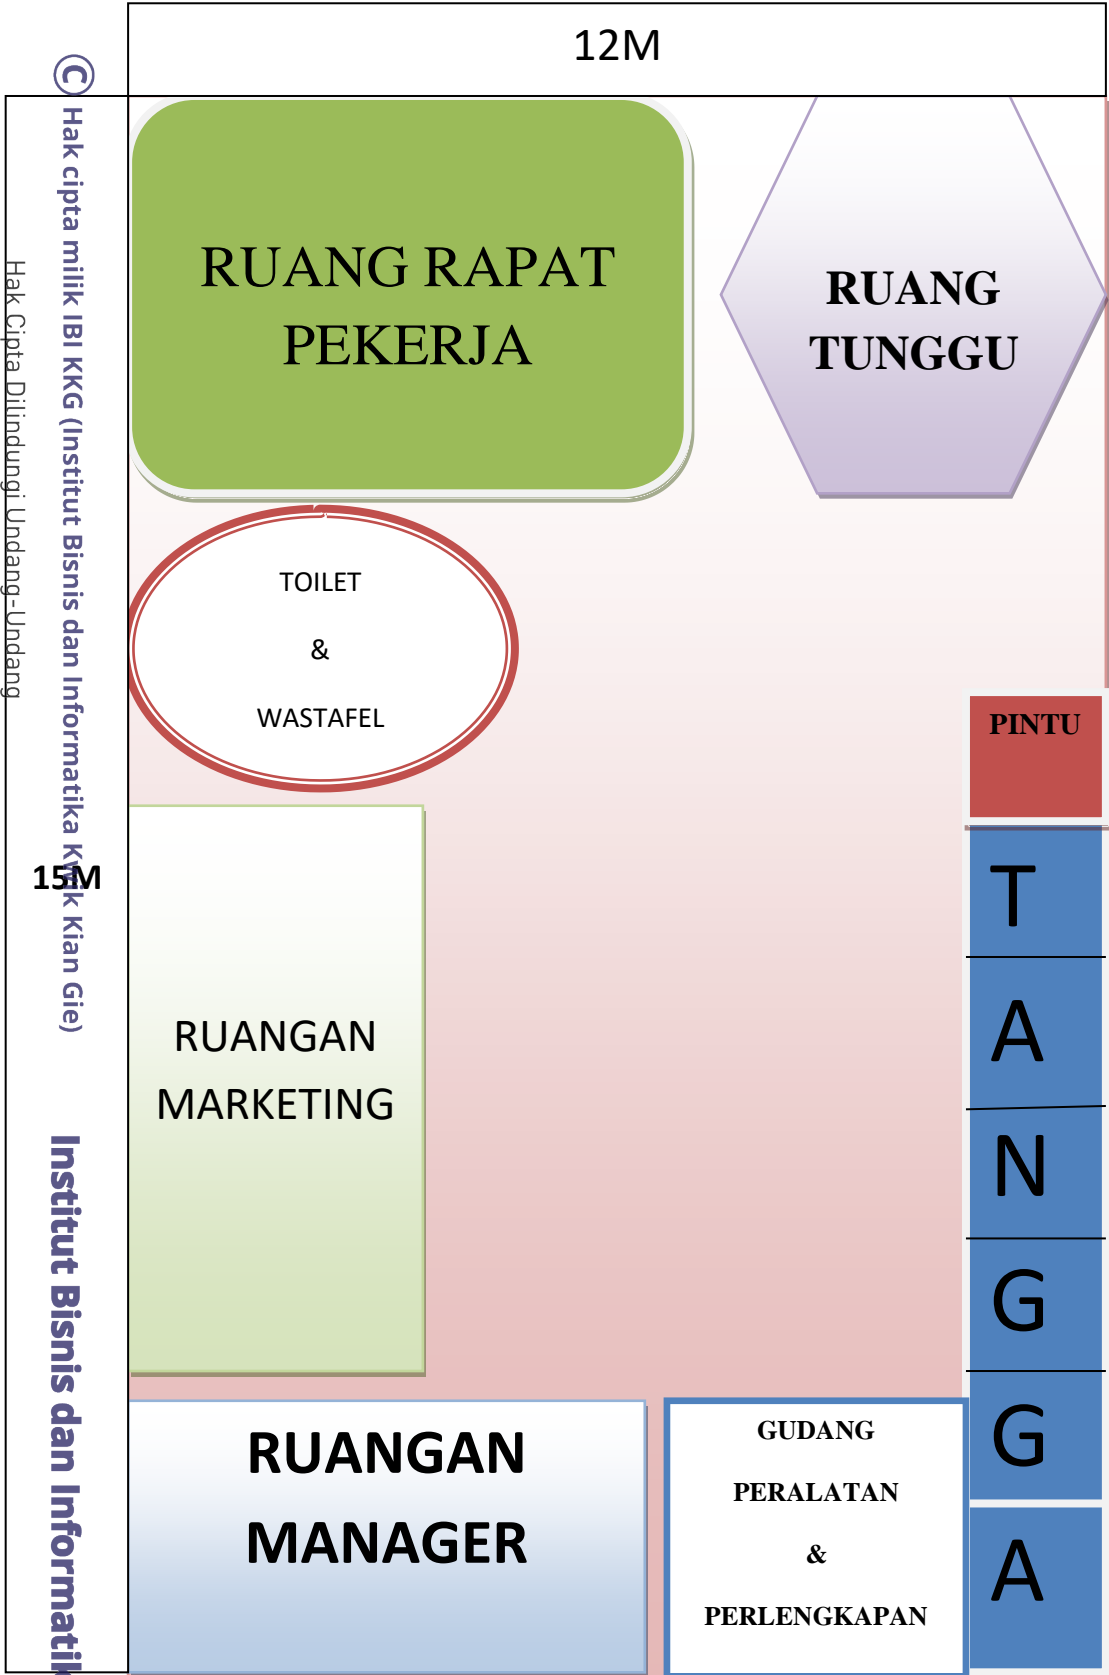 12M
© Hak cipta milik IBI KKG (Institut Bisnis dan Informatika Kwik Kian Gie)
Hak Cipta Dilindungi Undang-Undang
Institut Bisnis dan Informatik
15M
RUANG RAPAT
PEKERJA
RUANG
TUNGGU
TOILET
&
WASTAFEL
PINTU
RUANGAN
MARKETING
T
A
N
G
G
A
RUANGAN
MANAGER
GUDANG
PERALATAN
&
PERLENGKAPAN